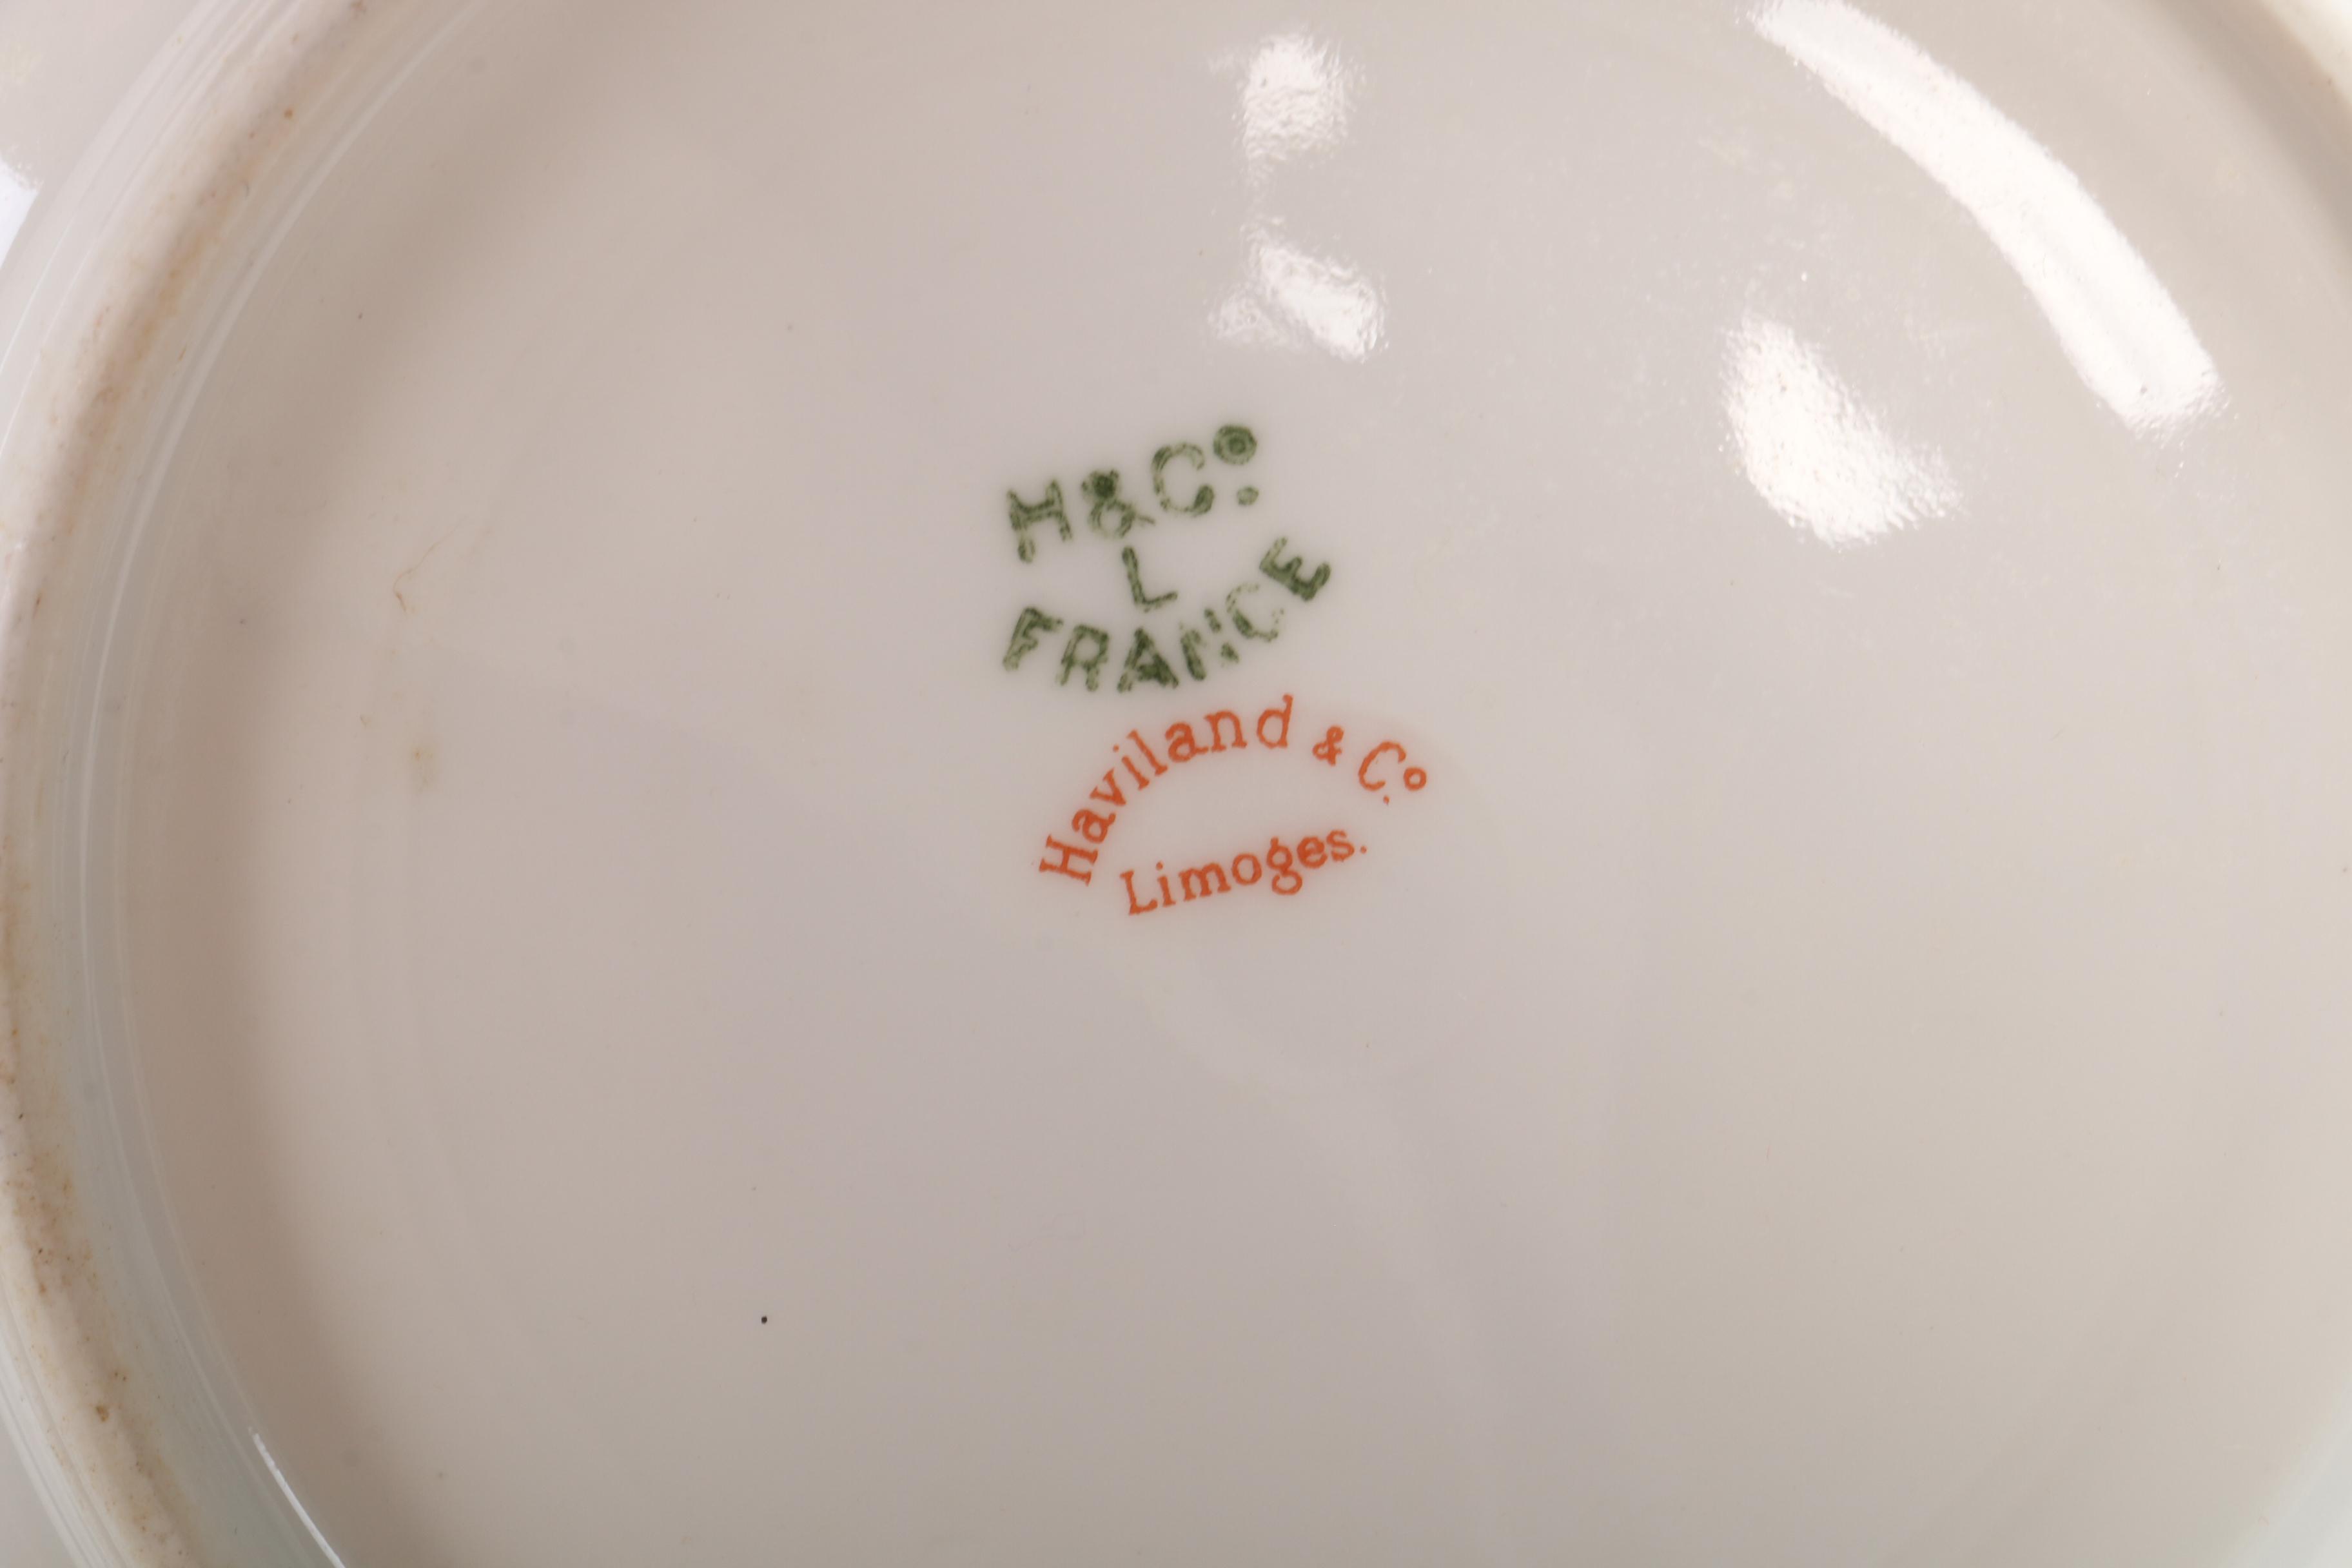 H & Cº.
L
FRANCE
Haviland & Cº.
Limoges.